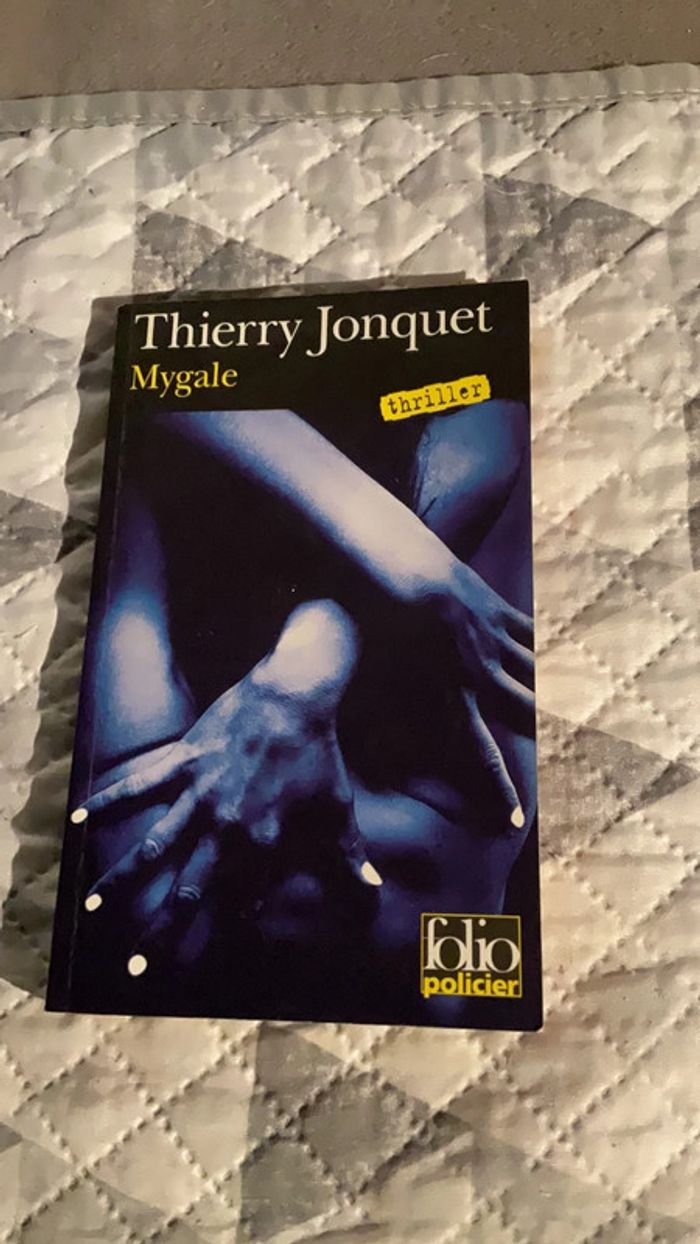 Thierry Jonquet
Mygale
thriller
folio
policier